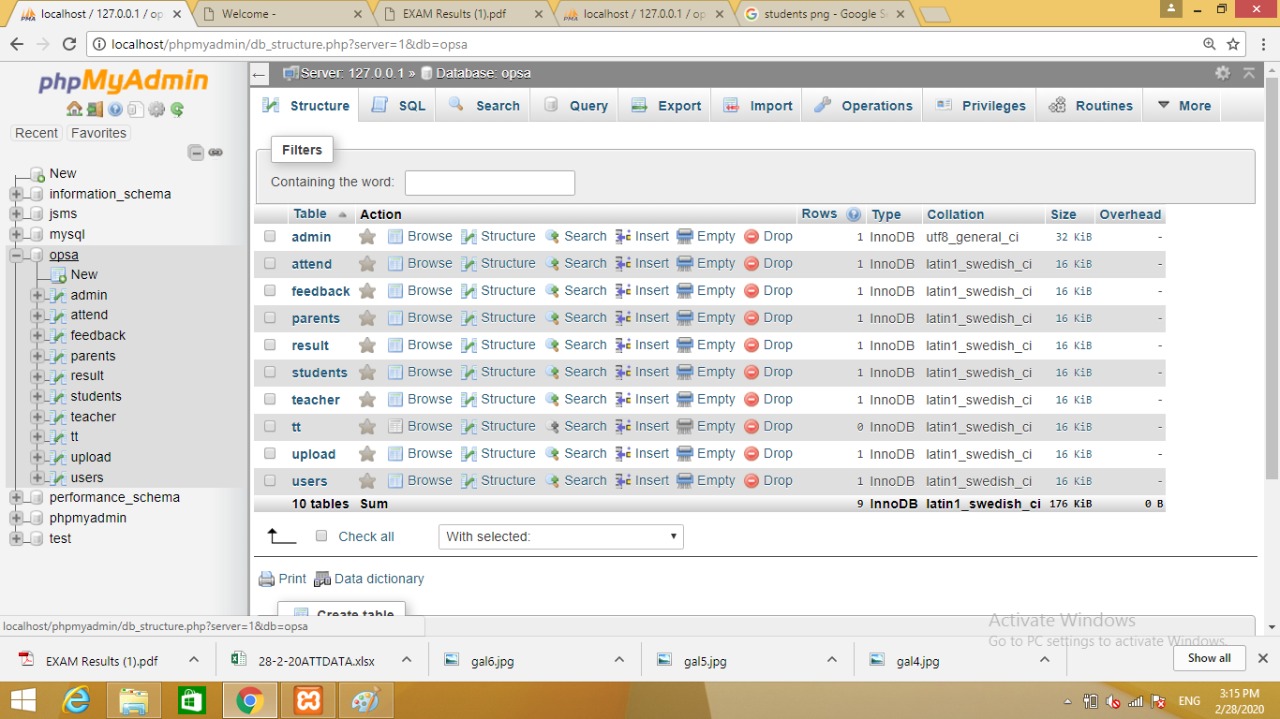 localhost / 127.0.0.1 / op
Welcome -
EXAM Results (1).pdf
localhost / 127.0.0.1 / op
students png - Google S
localhost/phpmyadmin/db_structure.php?server=1&db=opsa
phpMyAdmin
Recent Favorites
New
information_schema
jsms
mysql
opsa
New
admin
attend
feedback
parents
result
students
teacher
tt
upload
users
performance_schema
phpmyadmin
test
Server: 127.0.0.1 » Database: opsa
Structure SQL Search Query Export Import Operations Privileges Routines More
Filters
Containing the word:
Table Action Rows Type Collation Size Overhead
admin Browse Structure Search Insert Empty Drop 1 InnoDB utf8_general_ci 32 KiB -
attend Browse Structure Search Insert Empty Drop 1 InnoDB latin1_swedish_ci 16 KiB -
feedback Browse Structure Search Insert Empty Drop 1 InnoDB latin1_swedish_ci 16 KiB -
parents Browse Structure Search Insert Empty Drop 1 InnoDB latin1_swedish_ci 16 KiB -
result Browse Structure Search Insert Empty Drop 1 InnoDB latin1_swedish_ci 16 KiB -
students Browse Structure Search Insert Empty Drop 1 InnoDB latin1_swedish_ci 16 KiB -
teacher Browse Structure Search Insert Empty Drop 1 InnoDB latin1_swedish_ci 16 KiB -
tt Browse Structure Search Insert Empty Drop 0 InnoDB latin1_swedish_ci 16 KiB -
upload Browse Structure Search Insert Empty Drop 1 InnoDB latin1_swedish_ci 16 KiB -
users Browse Structure Search Insert Empty Drop 1 InnoDB latin1_swedish_ci 16 KiB -
10 tables Sum 9 InnoDB latin1_swedish_ci 176 KiB 0 B
Check all With selected:
Print Data dictionary
Create table
localhost/phpmyadmin/db_structure.php?server=1&db=opsa
Activate Windows
Go to PC settings to activate Windows.
EXAM Results (1).pdf
28-2-20ATTDATA.xlsx
gal6.jpg
gal5.jpg
gal4.jpg
Show all
ENG
3:15 PM
2/28/2020